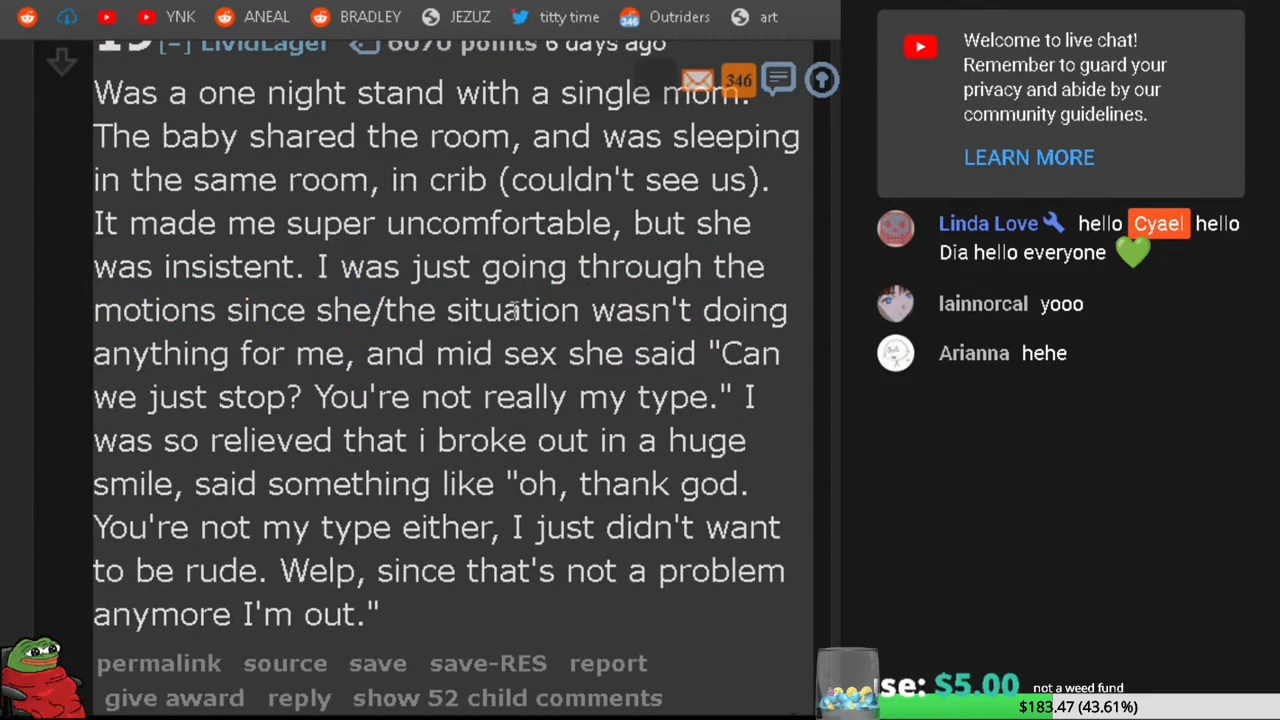 YNK ANEAL BRADLEY JEZUZ titty time Outriders art
[-] LividLager 6070 points 6 days ago
346
Was a one night stand with a single mom.
The baby shared the room, and was sleeping
in the same room, in crib (couldn't see us).
It made me super uncomfortable, but she
was insistent. I was just going through the
motions since she/the situation wasn't doing
anything for me, and mid sex she said "Can
we just stop? You're not really my type." I
was so relieved that i broke out in a huge
smile, said something like "oh, thank god.
You're not my type either, I just didn't want
to be rude. Welp, since that's not a problem
anymore I'm out."
permalink source save save-RES report
give award reply show 52 child comments
Welcome to live chat!
Remember to guard your
privacy and abide by our
community guidelines.
LEARN MORE
Linda Love hello Cyael hello
Dia hello everyone
Iainnorcal yooo
Arianna hehe
se: $5.00 not a weed fund
$183.47 (43.61%)